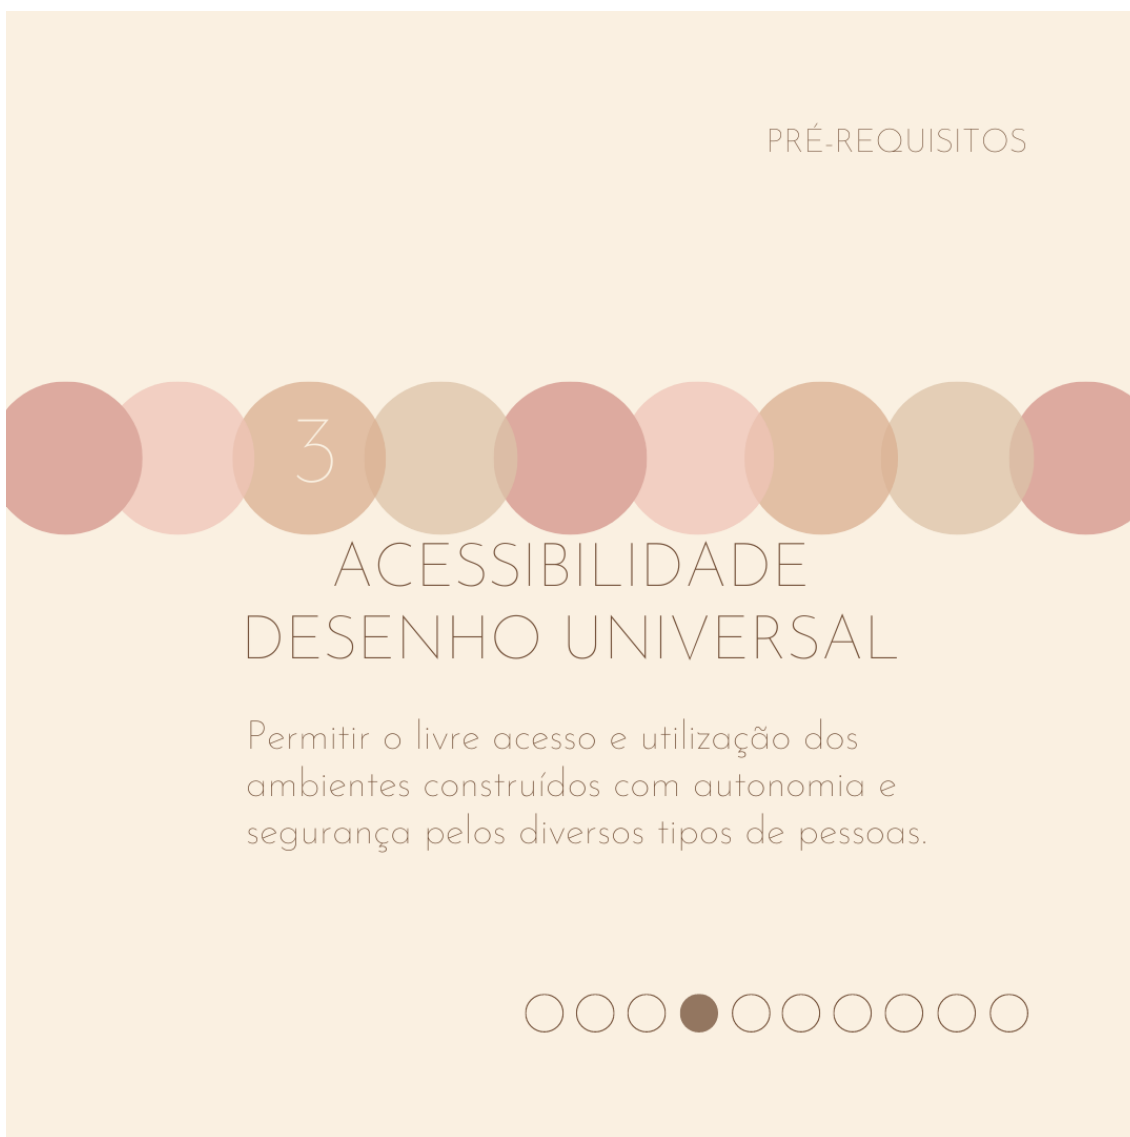 PRÉ-REQUISITOS
3
ACESSIBILIDADE
DESENHO UNIVERSAL
Permitir o livre acesso e utilização dos
ambientes construídos com autonomia e
segurança pelos diversos tipos de pessoas.